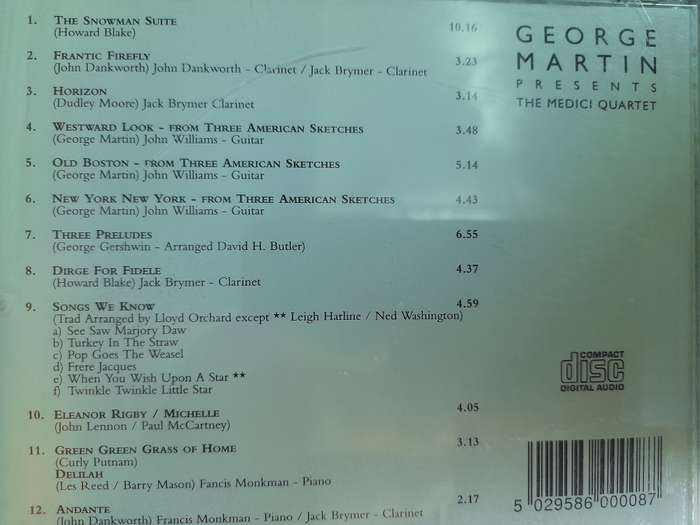 1. THE SNOWMAN SUITE 10.16
(Howard Blake)
2. FRANTIC FIREFLY 3.23
(John Dankworth) John Dankworth - Clarinet / Jack Brymer - Clarinet
3. HORIZON 3.14
(Dudley Moore) Jack Brymer Clarinet
4. WESTWARD LOOK - FROM THREE AMERICAN SKETCHES 3.48
(George Martin) John Williams - Guitar
5. OLD BOSTON - FROM THREE AMERICAN SKETCHES 5.14
(George Martin) John Williams - Guitar
6. NEW YORK NEW YORK - FROM THREE AMERICAN SKETCHES 4.43
(George Martin) John Williams - Guitar
7. THREE PRELUDES 6.55
(George Gershwin - Arranged David H. Butler)
8. DIRGE FOR FIDELE 4.37
(Howard Blake) Jack Brymer - Clarinet
9. SONGS WE KNOW 4.59
(Trad Arranged by Lloyd Orchard except ** Leigh Harline / Ned Washington)
a) See Saw Marjory Daw
b) Turkey In The Straw
c) Pop Goes The Weasel
d) Frere Jacques
e) When You Wish Upon A Star **
f) Twinkle Twinkle Little Star
10. ELEANOR RIGBY / MICHELLE 4.05
(John Lennon / Paul McCartney)
11. GREEN GREEN GRASS OF HOME 3.13
(Curly Putnam)
DELILAH
(Les Reed / Barry Mason) Fancis Monkman - Piano
12. ANDANTE 2.17
(John Dankworth) Francis Monkman - Piano / Jack Brymer - Clarinet
GEORGE
MARTIN
PRESENTS
THE MEDICI QUARTET
COMPACT
disc
DIGITAL AUDIO
5 029586 000087